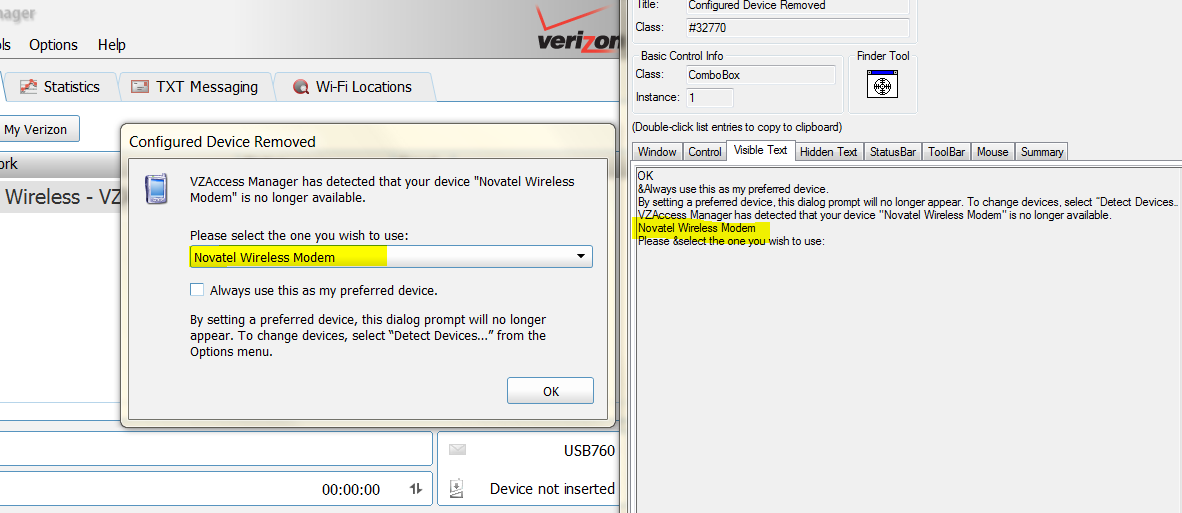 anager
ols Options Help
verizon
Statistics TXT Messaging Wi-Fi Locations
My Verizon
ork
Wireless - VZ
Configured Device Removed
VZAccess Manager has detected that your device "Novatel Wireless
Modem" is no longer available.
Please select the one you wish to use:
Novatel Wireless Modem
Always use this as my preferred device.
By setting a preferred device, this dialog prompt will no longer
appear. To change devices, select “Detect Devices...” from the
Options menu.
OK
USB760
00:00:00
Device not inserted
Title: Configured Device Removed
Class: #32770
Basic Control Info
Class: ComboBox
Instance: 1
Finder Tool
(Double-click list entries to copy to clipboard)
Window Control Visible Text Hidden Text StatusBar ToolBar Mouse Summary
OK
&Always use this as my preferred device.
By setting a preferred device, this dialog prompt will no longer appear. To change devices, select "Detect Devices..
VZAccess Manager has detected that your device "Novatel Wireless Modem" is no longer available.
Novatel Wireless Modem
Please &select the one you wish to use: